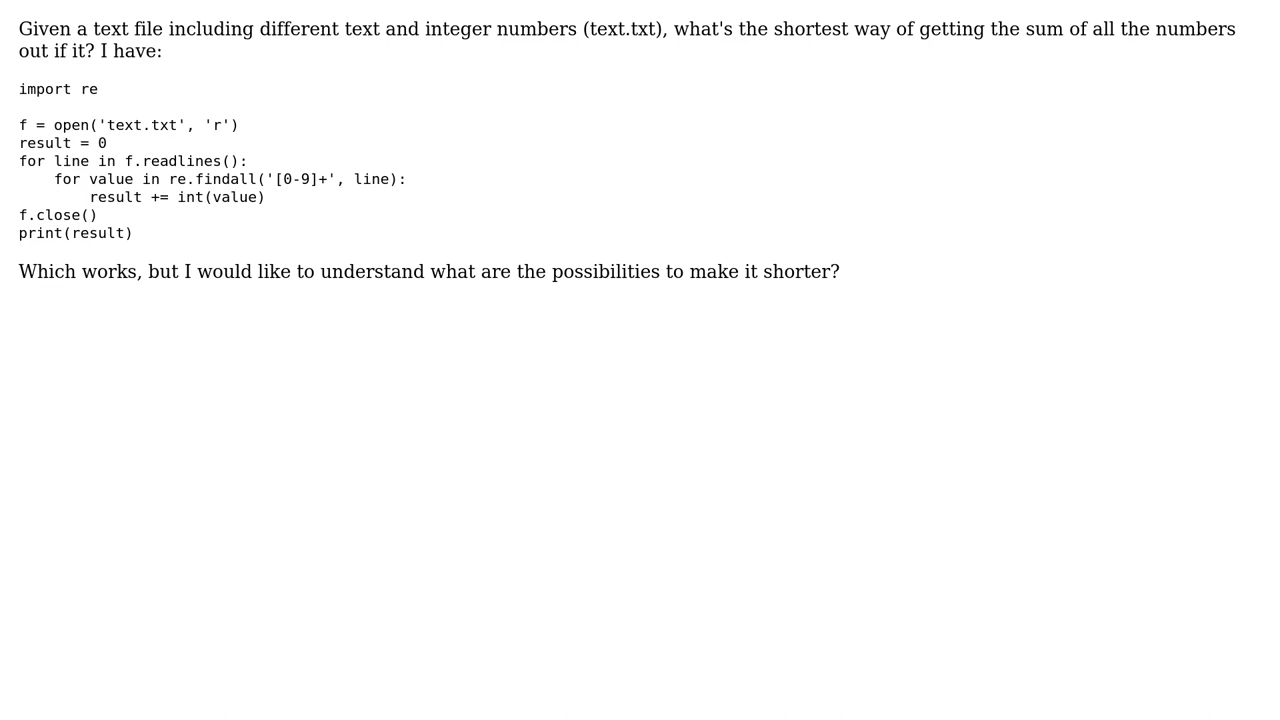 Given a text file including different text and integer numbers (text.txt), what's the shortest way of getting the sum of all the numbers
out if it? I have:
import re
f = open('text.txt', 'r')
result = 0
for line in f.readlines():
    for value in re.findall('[0-9]+', line):
        result += int(value)
f.close()
print(result)
Which works, but I would like to understand what are the possibilities to make it shorter?